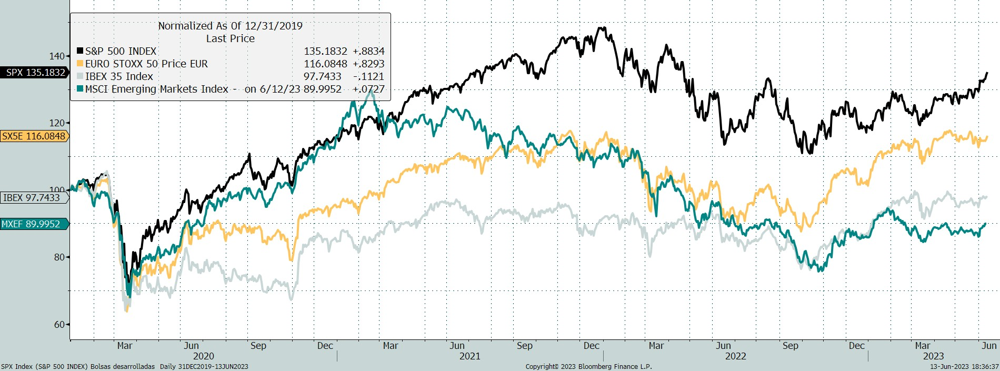 Normalized As Of 12/31/2019
Last Price
S&P 500 INDEX 135.1832 +.8834
EURO STOXX 50 Price EUR 116.0848 +.8293
IBEX 35 Index 97.7433 -.1121
MSCI Emerging Markets Index - on 6/12/23 89.9952 +.0727
140
SPX 135.1832
120
SX5E 116.0848
100
IBEX 97.7433
MXEF 89.9952
80
60
Mar Jun Sep Dec Mar Jun Sep Dec Mar Jun Sep Dec Mar Jun
2020 2021 2022 2023
SPX Index (S&P 500 INDEX) Bolsas desarrolladas Daily 31DEC2019-13JUN2023 Copyright© 2023 Bloomberg Finance L.P. 13-Jun-2023 18:36:37